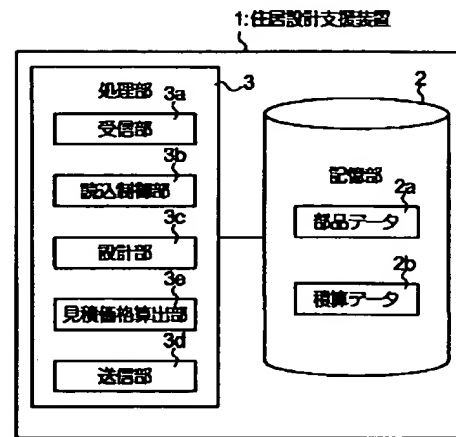 1:住居設計支援装置
処理部
3
3a
受信部
3b
読込制御部
3c
設計部
3e
見積価格算出部
3d
送信部
2
記憶部
2a
部品データ
2b
積算データ